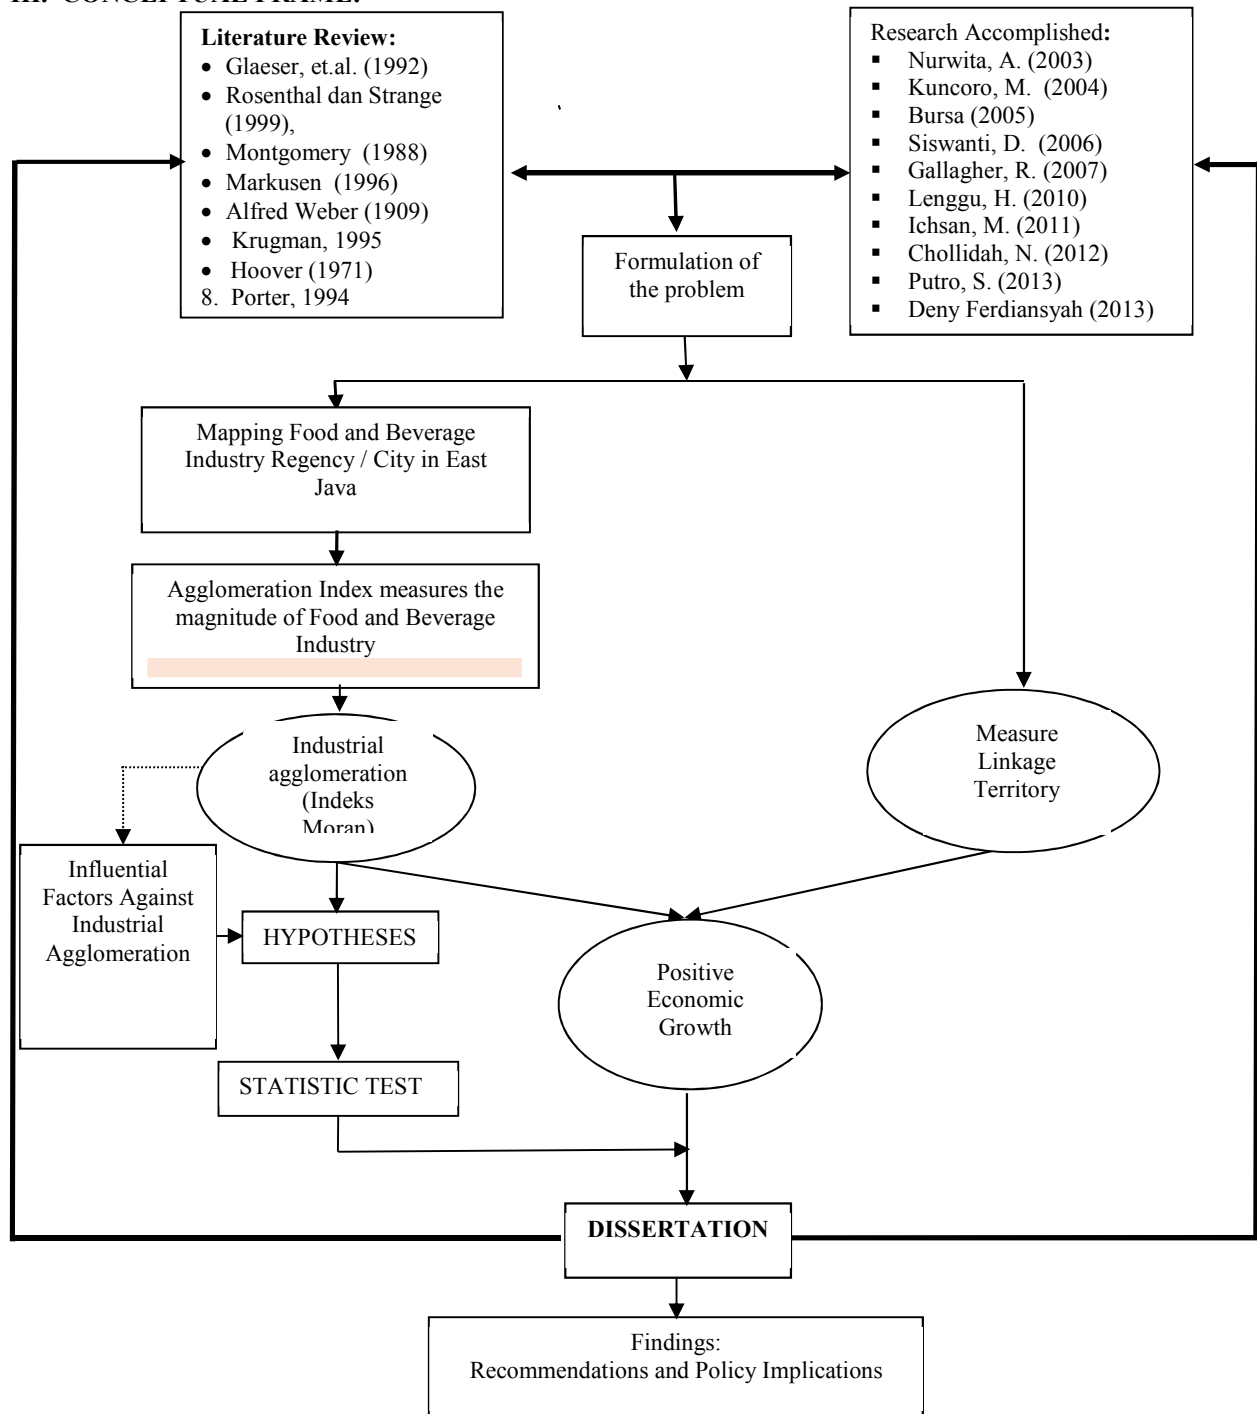 III. CONCEPTUAL FRAME:
Literature Review:
• Glaeser, et.al. (1992)
• Rosenthal dan Strange
(1999),
• Montgomery (1988)
• Markusen (1996)
• Alfred Weber (1909)
• Krugman, 1995
• Hoover (1971)
8. Porter, 1994
Research Accomplished:
▪ Nurwita, A. (2003)
▪ Kuncoro, M. (2004)
▪ Bursa (2005)
▪ Siswanti, D. (2006)
▪ Gallagher, R. (2007)
▪ Lenggu, H. (2010)
▪ Ichsan, M. (2011)
▪ Chollidah, N. (2012)
▪ Putro, S. (2013)
▪ Deny Ferdiansyah (2013)
Formulation of
the problem
Mapping Food and Beverage
Industry Regency / City in East
Java
Agglomeration Index measures the
magnitude of Food and Beverage
Industry
Industrial
agglomeration
(Indeks
Moran)
Measure
Linkage
Territory
Influential
Factors Against
Industrial
Agglomeration
HYPOTHESES
Positive
Economic
Growth
STATISTIC TEST
DISSERTATION
Findings:
Recommendations and Policy Implications